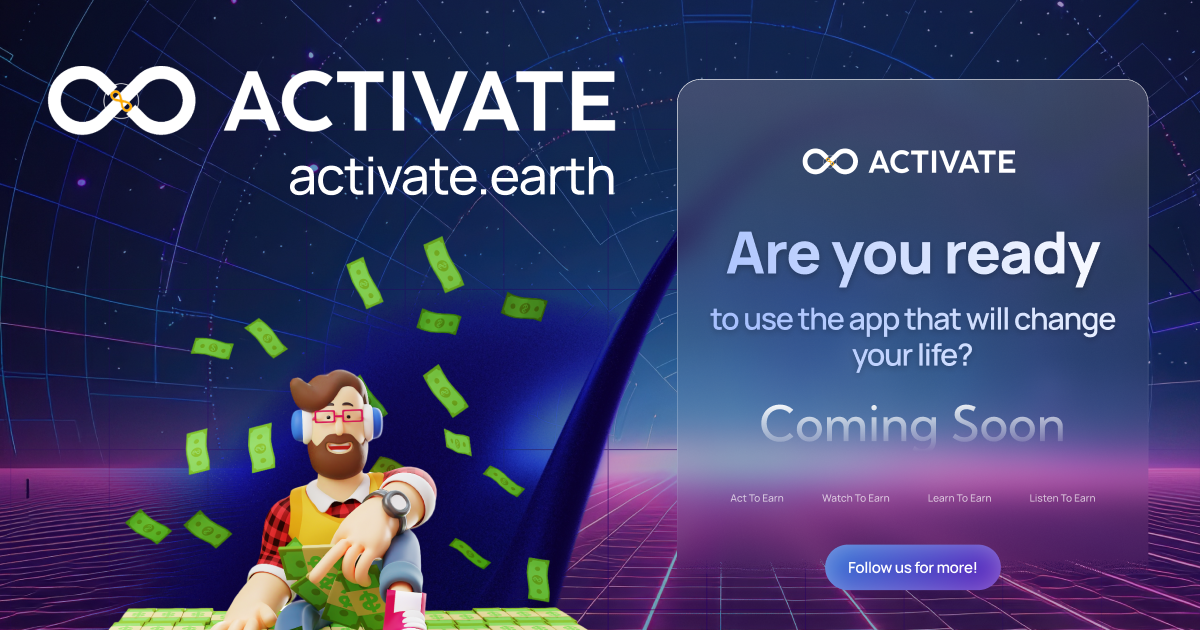 ACTIVATE
activate.earth
ACTIVATE
Are you ready
to use the app that will change
your life?
Coming Soon
Act To Earn Watch To Earn Learn To Earn Listen To Earn
Follow us for more!